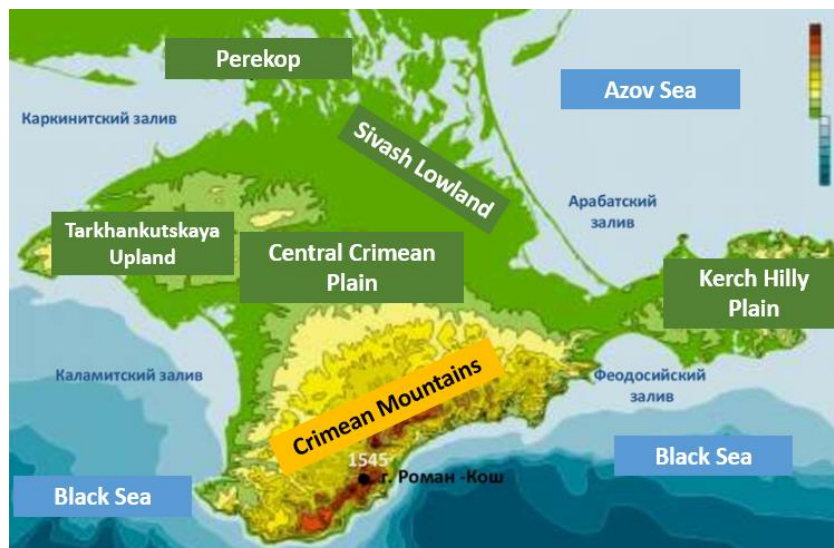 Perekop
Azov Sea
Каркинитский залив
Sivash Lowland
Арабатский
залив
Tarkhankutskaya
Upland
Central Crimean
Plain
Kerch Hilly
Plain
Каламитский залив
Феодосийский
залив
Crimean Mountains
1545
г. Роман -Кош
Black Sea
Black Sea